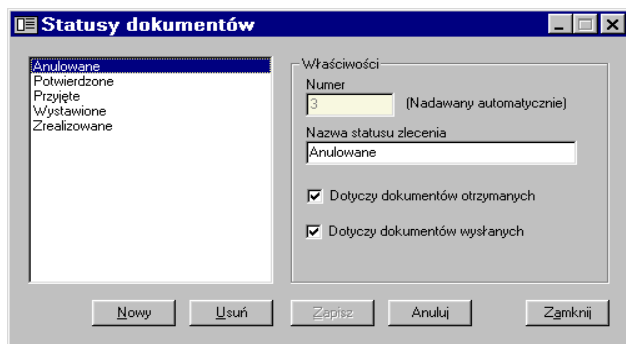 Statusy dokumentów
Anulowane
Potwierdzone
Przyjęte
Wystawione
Zrealizowane
Właściwości
Numer
3 (Nadawany automatycznie)
Nazwa statusu zlecenia
Anulowane
Dotyczy dokumentów otrzymanych
Dotyczy dokumentów wysłanych
Nowy Usuń Zapisz Anuluj Zamknij